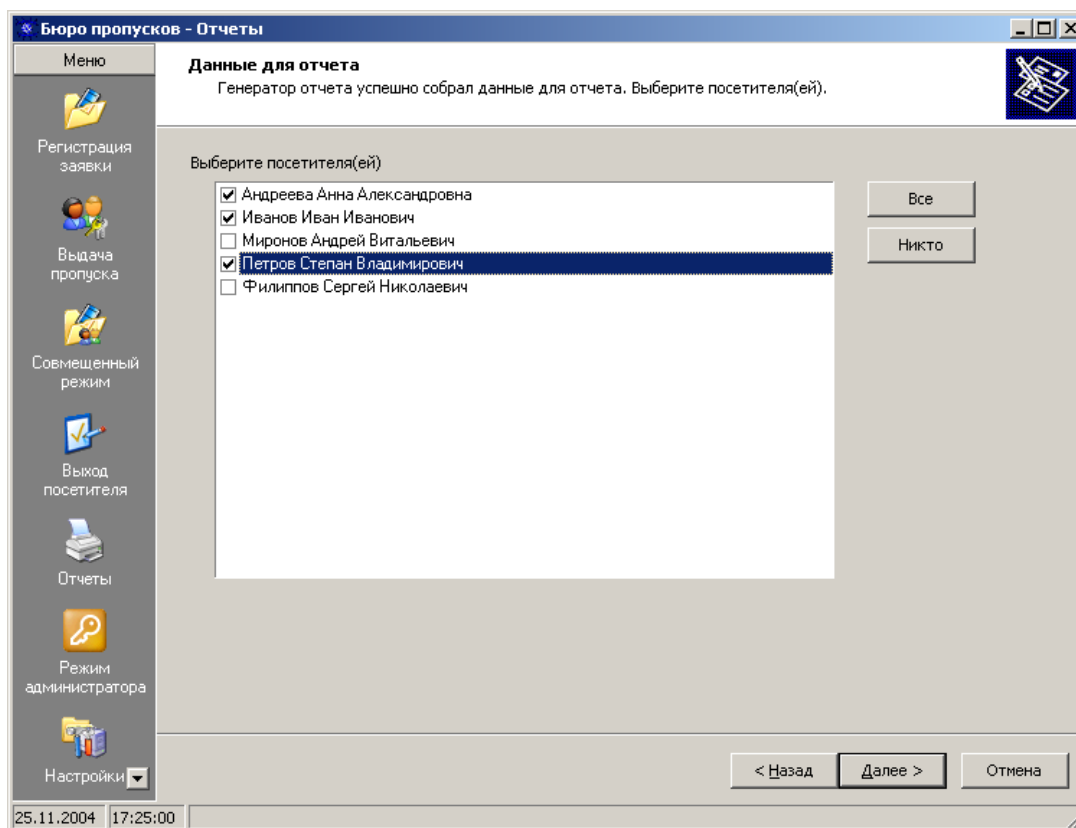 Бюро пропусков - Отчеты
Меню
Регистрация
заявки
Выдача
пропуска
Совмещенный
режим
Выход
посетителя
Отчеты
Режим
администратора
Настройки
Данные для отчета
Генератор отчета успешно собрал данные для отчета. Выберите посетителя(ей).
Выберите посетителя(ей)
Андреева Анна Александровна
Иванов Иван Иванович
Миронов Андрей Витальевич
Петров Степан Владимирович
Филиппов Сергей Николаевич
Все
Никто
< Назад
Далее >
Отмена
25.11.2004 17:25:00